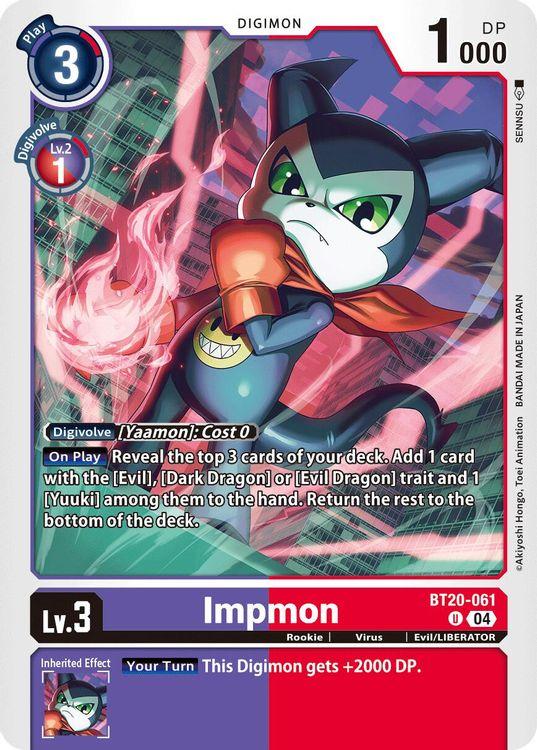 DIGIMON
Play
3
DP
1000
Digivolve
Lv.2
1
SENNSU
Digivolve [Yaamon]: Cost 0
On Play Reveal the top 3 cards of your deck. Add 1 card
with the [Evil], [Dark Dragon] or [Evil Dragon] trait and 1
[Yuuki] among them to the hand. Return the rest to the
bottom of the deck.
©Akiyoshi Hongo, Toei Animation BANDAI MADE IN JAPAN
Lv.3
Impmon
BT20-061
U 04
Rookie | Virus | Evil/LIBERATOR
Inherited Effect
Your Turn This Digimon gets +2000 DP.